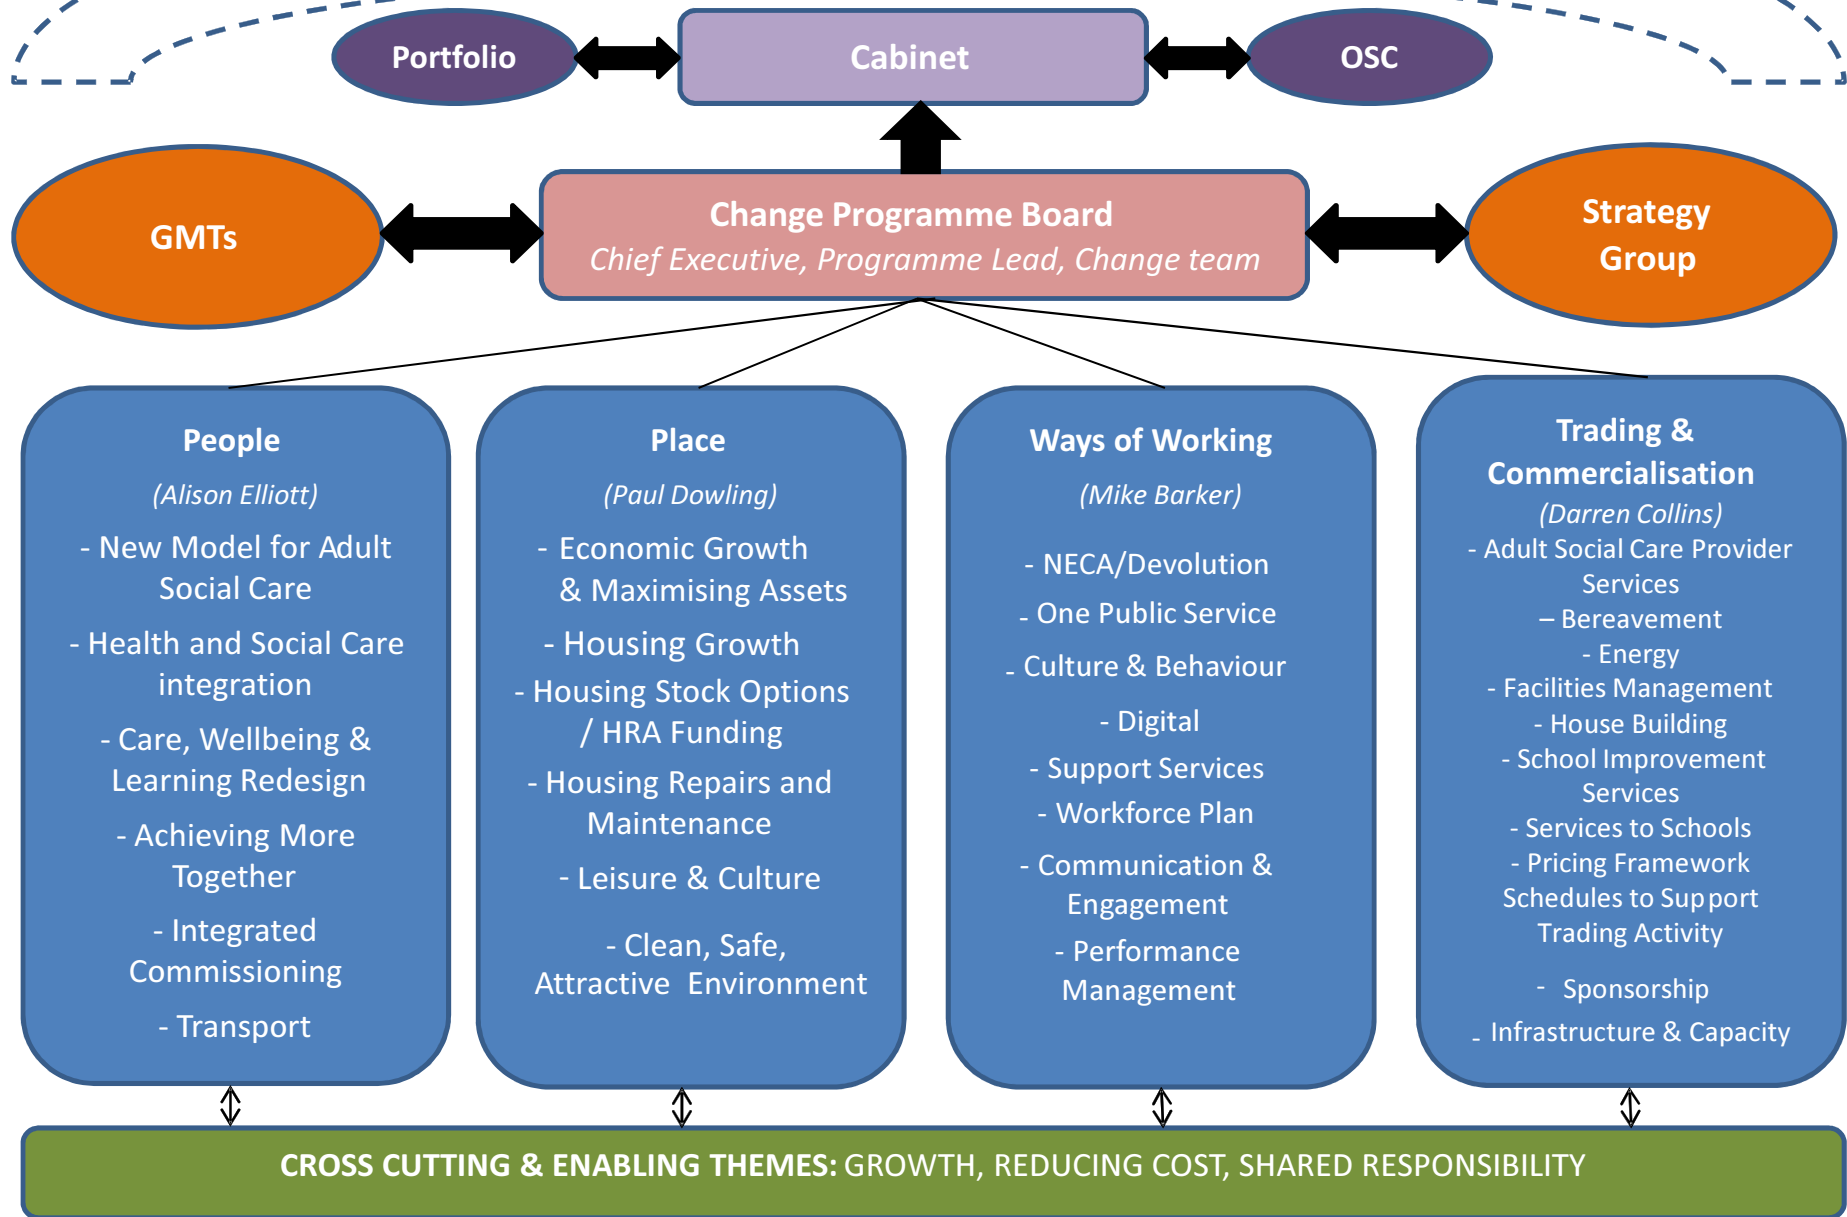 Portfolio
Cabinet
OSC
GMTs
Change Programme Board
Chief Executive, Programme Lead, Change team
Strategy
Group
People
(Alison Elliott)
- New Model for Adult
Social Care
- Health and Social Care
integration
- Care, Wellbeing &
Learning Redesign
- Achieving More
Together
- Integrated
Commissioning
- Transport
Place
(Paul Dowling)
- Economic Growth
& Maximising Assets
- Housing Growth
- Housing Stock Options
/ HRA Funding
- Housing Repairs and
Maintenance
- Leisure & Culture
- Clean, Safe,
Attractive Environment
Ways of Working
(Mike Barker)
- NECA/Devolution
- One Public Service
- Culture & Behaviour
- Digital
- Support Services
- Workforce Plan
- Communication &
Engagement
- Performance
Management
Trading &
Commercialisation
(Darren Collins)
- Adult Social Care Provider
Services
– Bereavement
- Energy
- Facilities Management
- House Building
- School Improvement
Services
- Services to Schools
- Pricing Framework
Schedules to Support
Trading Activity
- Sponsorship
- Infrastructure & Capacity
CROSS CUTTING & ENABLING THEMES: GROWTH, REDUCING COST, SHARED RESPONSIBILITY